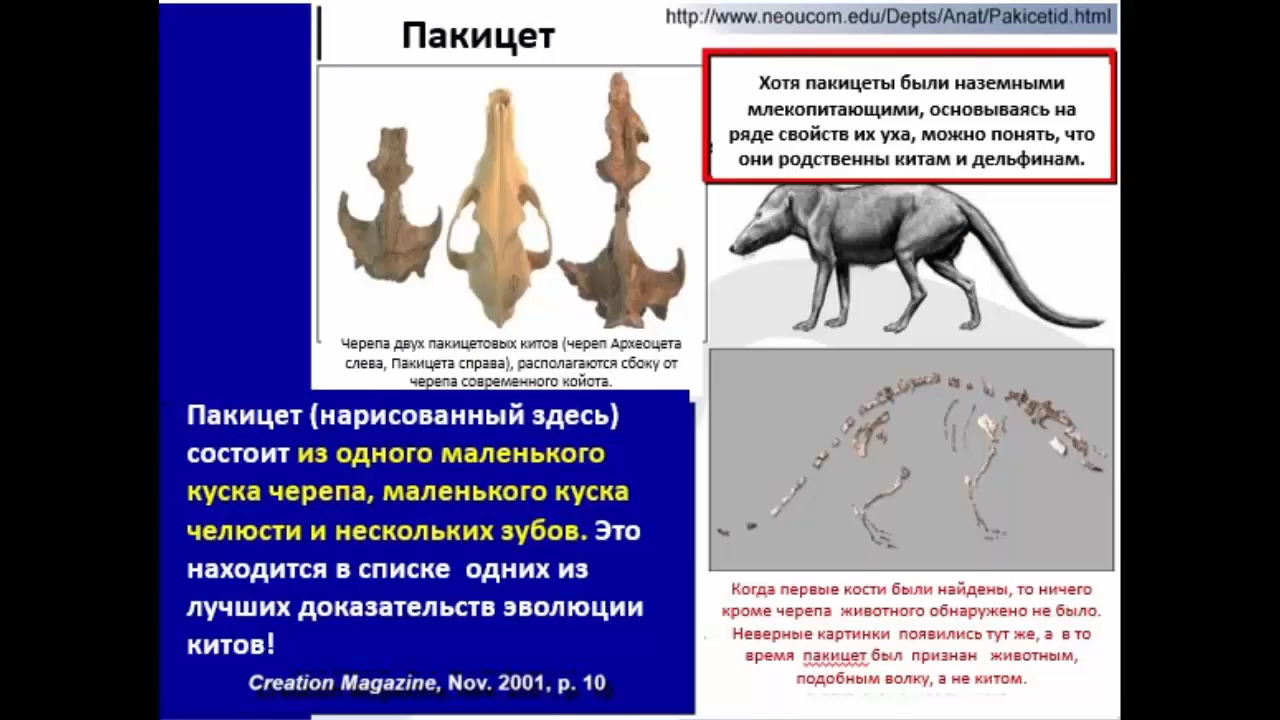 Пакицет
http://www.neoucom.edu/Depts/Anat/Pakicetid.html
Хотя пакицеты были наземными
млекопитающими, основываясь на
ряде свойств их уха, можно понять, что
они родственны китам и дельфинам.
Черепа двух пакицетовых китов (череп Археоцета
слева, Пакицета справа), располагаются сбоку от
черепа современного койота.
Пакицет (нарисованный здесь)
состоит из одного маленького
куска черепа, маленького куска
челюсти и нескольких зубов. Это
находится в списке одних из
лучших доказательств эволюции
китов!
Creation Magazine, Nov. 2001, p. 10
Когда первые кости были найдены, то ничего
кроме черепа животного обнаружено не было.
Неверные картинки появились тут же, а в то
время пакицет был признан животным,
подобным волку, а не китом.